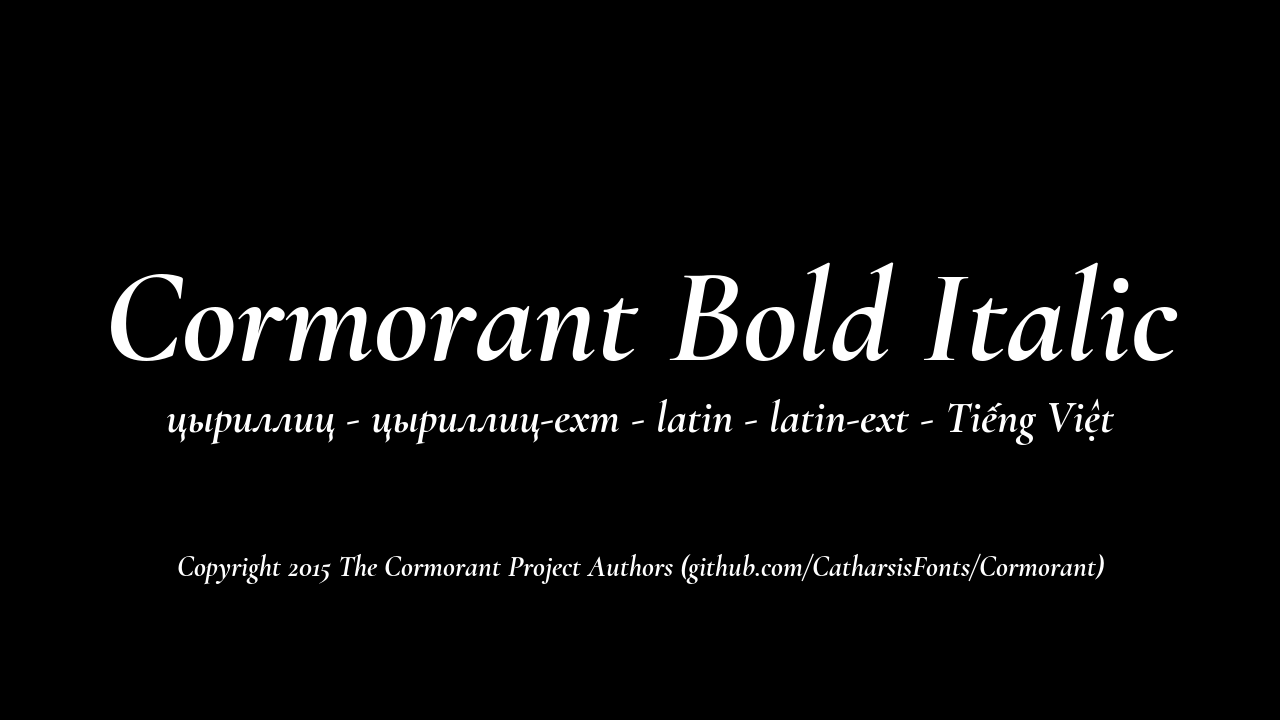 Cormorant Bold Italic
цыриллиц - цыриллиц-ехт - latin - latin-ext - Tiếng Việt
Copyright 2015 The Cormorant Project Authors (github.com/CatharsisFonts/Cormorant)